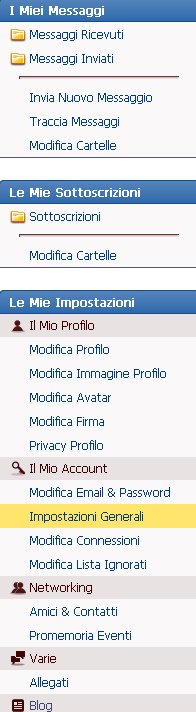 I Miei Messaggi
Messaggi Ricevuti
Messaggi Inviati
Invia Nuovo Messaggio
Traccia Messaggi
Modifica Cartelle
Le Mie Sottoscrizioni
Sottoscrizioni
Modifica Cartelle
Le Mie Impostazioni
Il Mio Profilo
Modifica Profilo
Modifica Immagine Profilo
Modifica Avatar
Modifica Firma
Privacy Profilo
Il Mio Account
Modifica Email & Password
Impostazioni Generali
Modifica Connessioni
Modifica Lista Ignorati
Networking
Amici & Contatti
Promemoria Eventi
Varie
Allegati
Blog